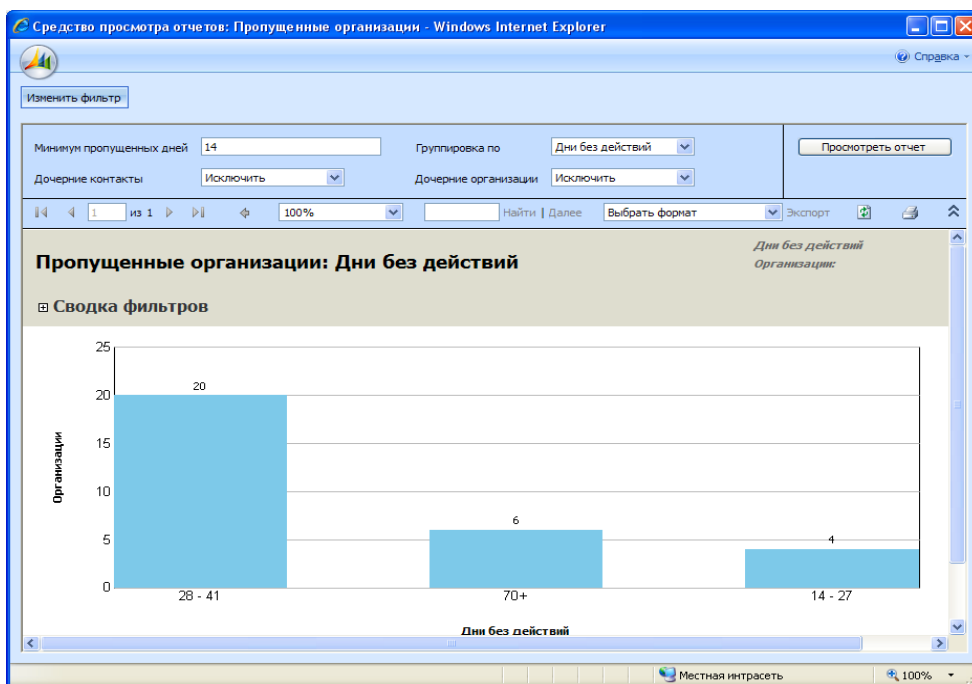 Средство просмотра отчетов: Пропущенные организации - Windows Internet Explorer
Справка
Изменить фильтр
Минимум пропущенных дней 14 Группировка по Дни без действий Просмотреть отчет
Дочерние контакты Исключить Дочерние организации Исключить
1 из 1 100% Найти | Далее Выбрать формат Экспорт
Дни без действий
Организации:
Пропущенные организации: Дни без действий
Сводка фильтров
25
20
15
10
5
0
Организации
20
6
4
28 - 41 70+ 14 - 27
Дни без действий
Местная интрасеть 100%